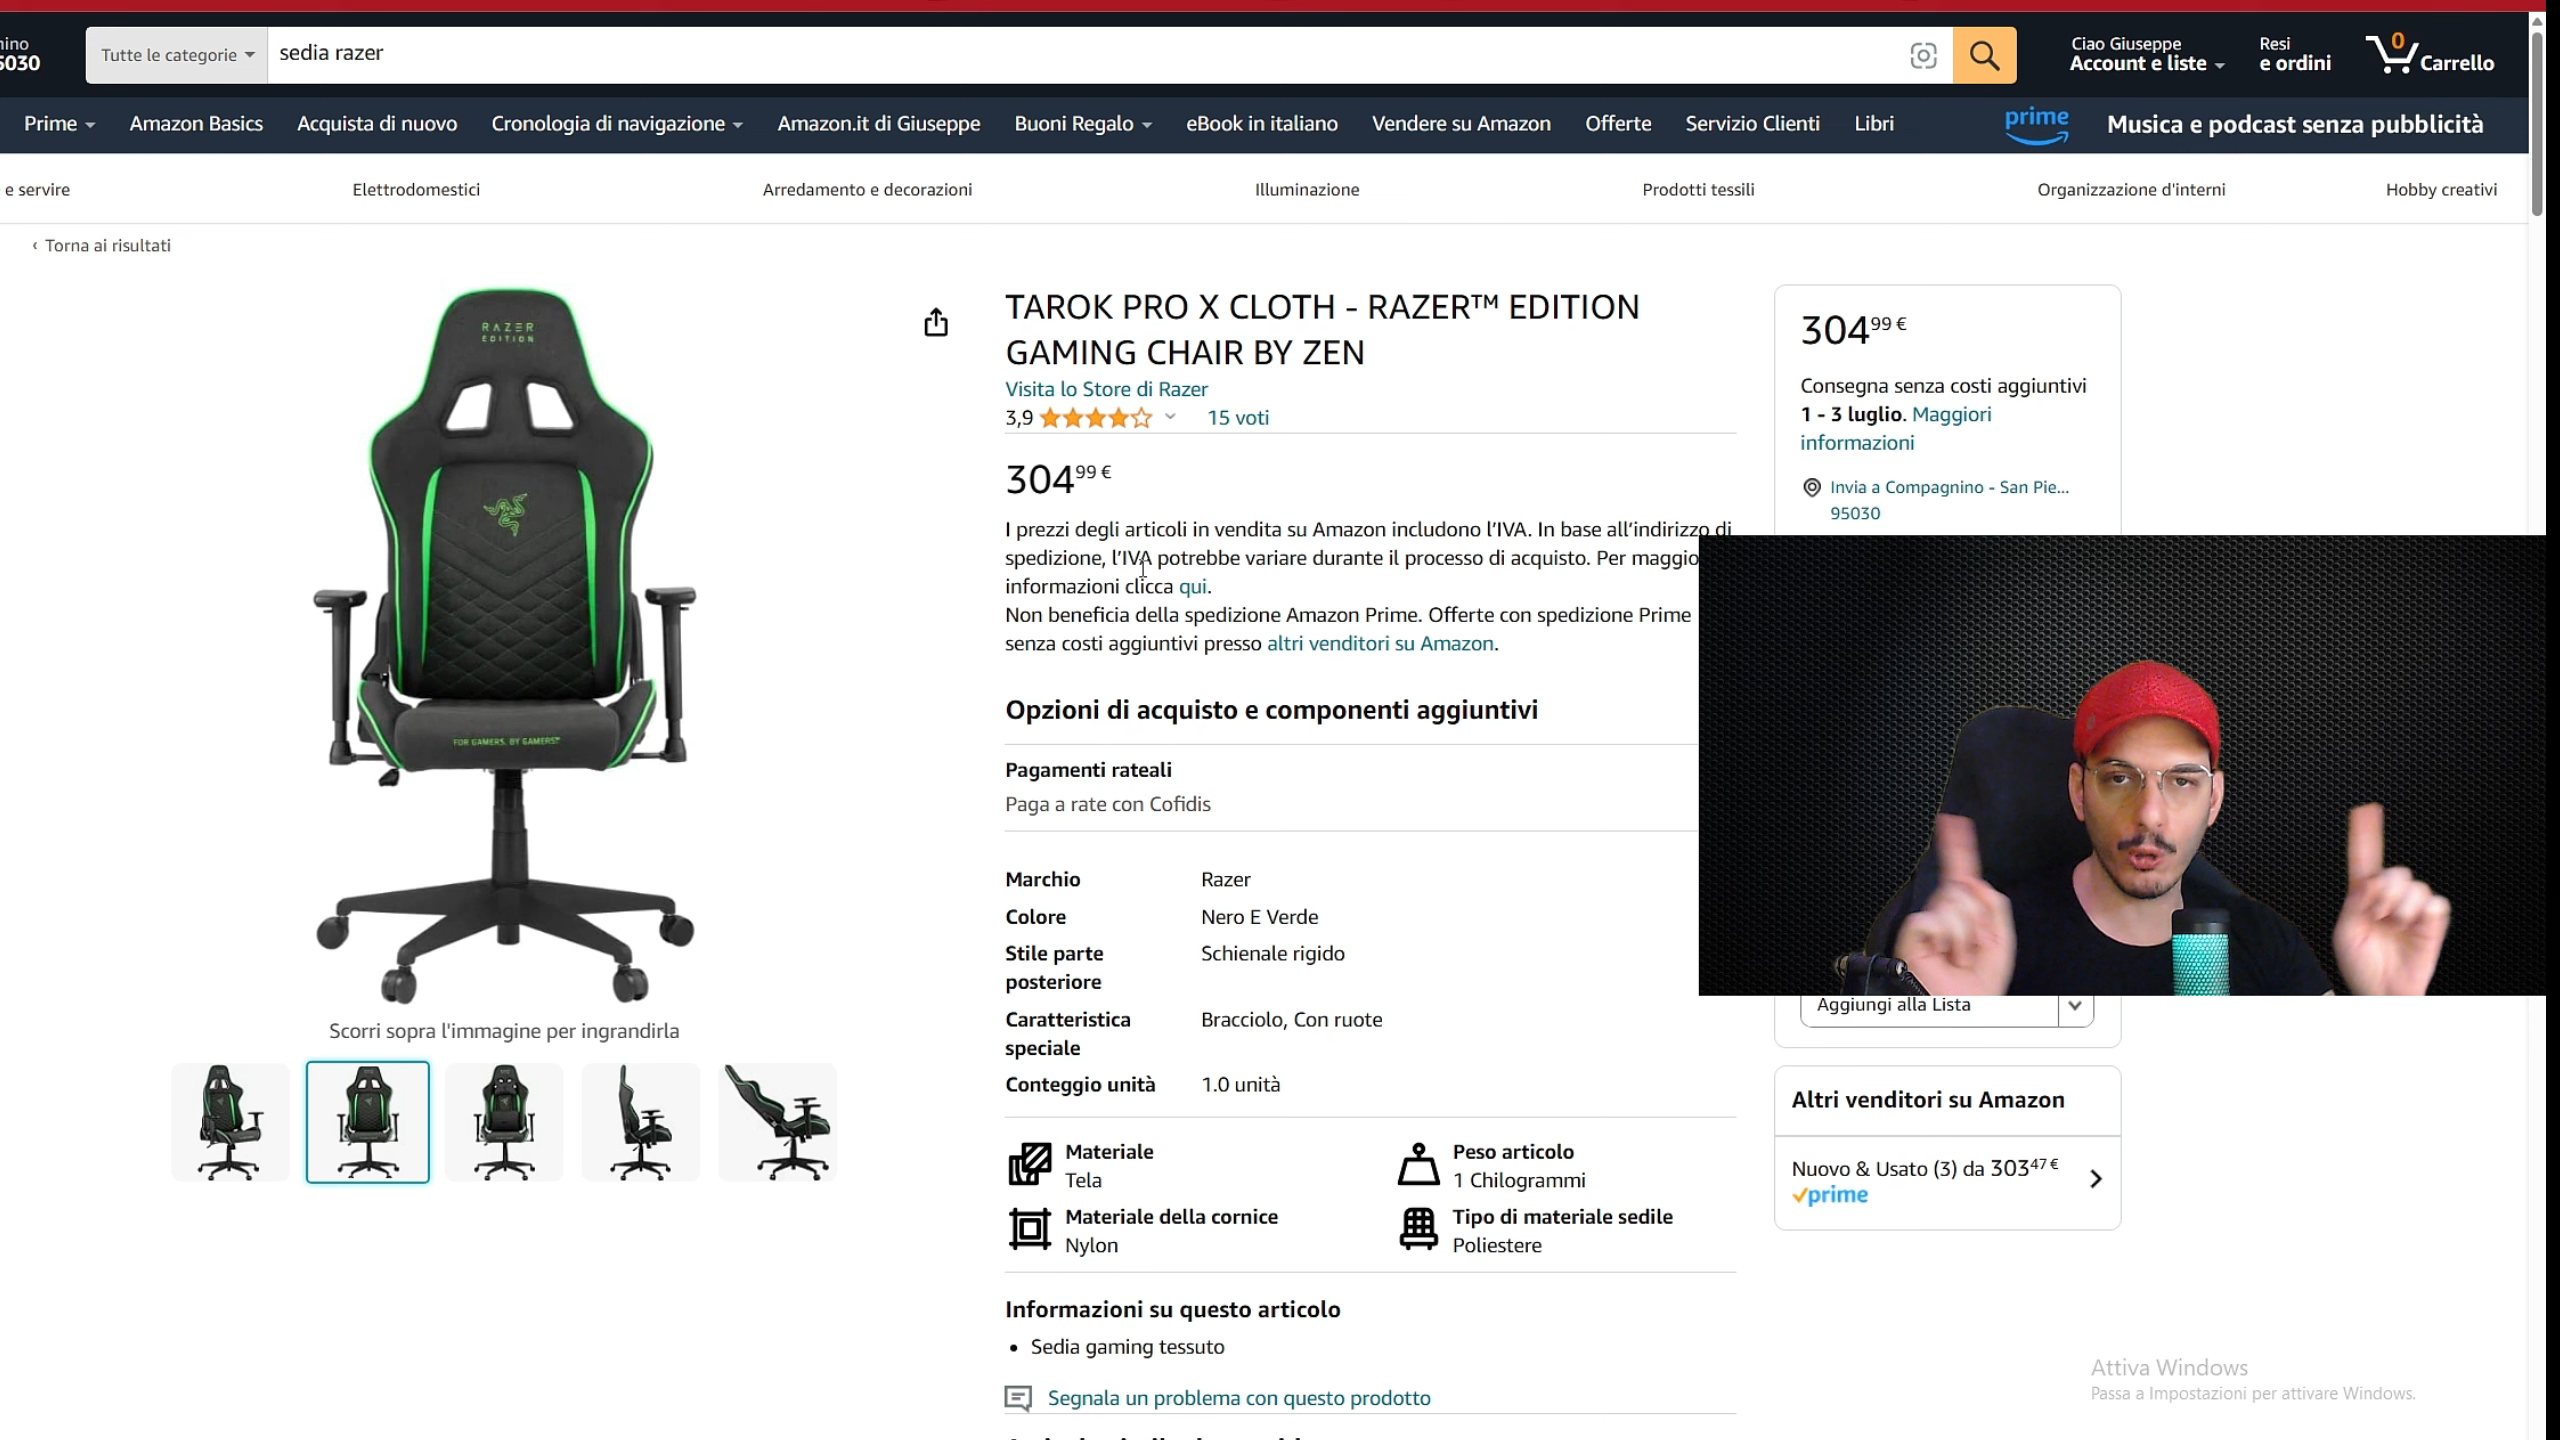 5030
Tutte le categorie
sedia razer
Ciao Giuseppe
Account e liste
Resi
e ordini
0
Carrello
Prime
Amazon Basics
Acquista di nuovo
Cronologia di navigazione
Amazon.it di Giuseppe
Buoni Regalo
eBook in italiano
Vendere su Amazon
Offerte
Servizio Clienti
Libri
prime
Musica e podcast senza pubblicità
e servire
Elettrodomestici
Arredamento e decorazioni
Illuminazione
Prodotti tessili
Organizzazione d'interni
Hobby creativi
‹ Torna ai risultati
RAZER
EDITION
FOR GAMERS. BY GAMERS™
Scorri sopra l'immagine per ingrandirla
TAROK PRO X CLOTH - RAZER™ EDITION
GAMING CHAIR BY ZEN
Visita lo Store di Razer
3,9
15 voti
304,99 €
I prezzi degli articoli in vendita su Amazon includono l’IVA. In base all’indirizzo di
spedizione, l’IVA potrebbe variare durante il processo di acquisto. Per maggio
informazioni clicca qui.
Non beneficia della spedizione Amazon Prime. Offerte con spedizione Prime
senza costi aggiuntivi presso altri venditori su Amazon.
Opzioni di acquisto e componenti aggiuntivi
Pagamenti rateali
Paga a rate con Cofidis
Marchio Razer
Colore Nero E Verde
Stile parte Schienale rigido
posteriore
Caratteristica Bracciolo, Con ruote
speciale
Conteggio unità 1.0 unità
Materiale
Tela
Peso articolo
1 Chilogrammi
Materiale della cornice
Nylon
Tipo di materiale sedile
Poliestere
Informazioni su questo articolo
• Sedia gaming tessuto
Segnala un problema con questo prodotto
304,99 €
Consegna senza costi aggiuntivi
1 - 3 luglio. Maggiori
informazioni
Invia a Compagnino - San Pie...
95030
Aggiungi alla Lista
Altri venditori su Amazon
Nuovo & Usato (3) da 303,47 €
prime
Attiva Windows
Passa a Impostazioni per attivare Windows.